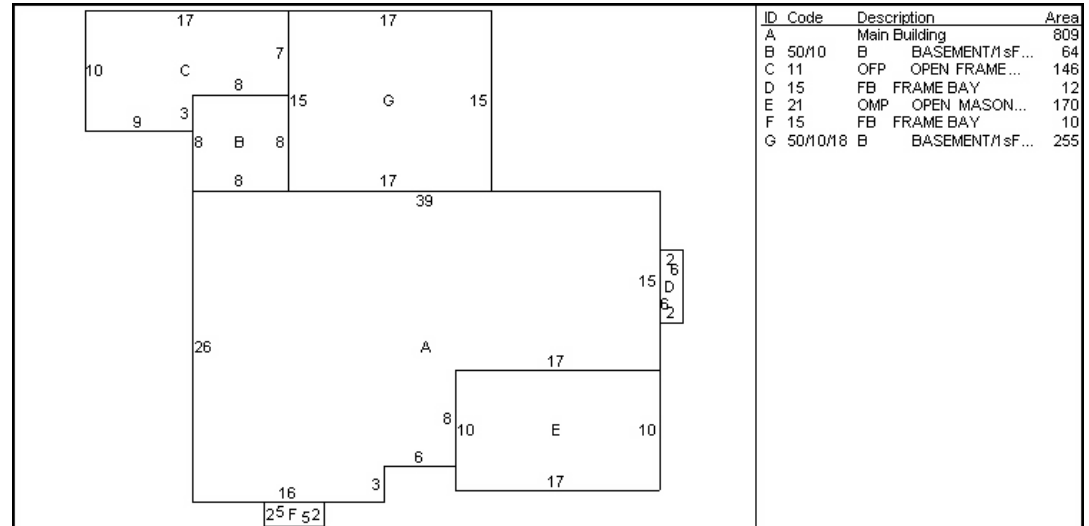 ID Code Description Area
A Main Building 809
B 50/10 B BASEMENT/1sF... 64
C 11 OFP OPEN FRAME... 146
D 15 FB FRAME BAY 12
E 21 OMP OPEN MASON... 170
F 15 FB FRAME BAY 10
G 50/10/18 B BASEMENT/1sF... 255
17 17
7
10 C
8
15 G 15
3
9
8 B 8
8 17
39
2
6
15 D
6
2
26 A
17
8
10 E 10
6
17
3
16
2 5 F 5 2